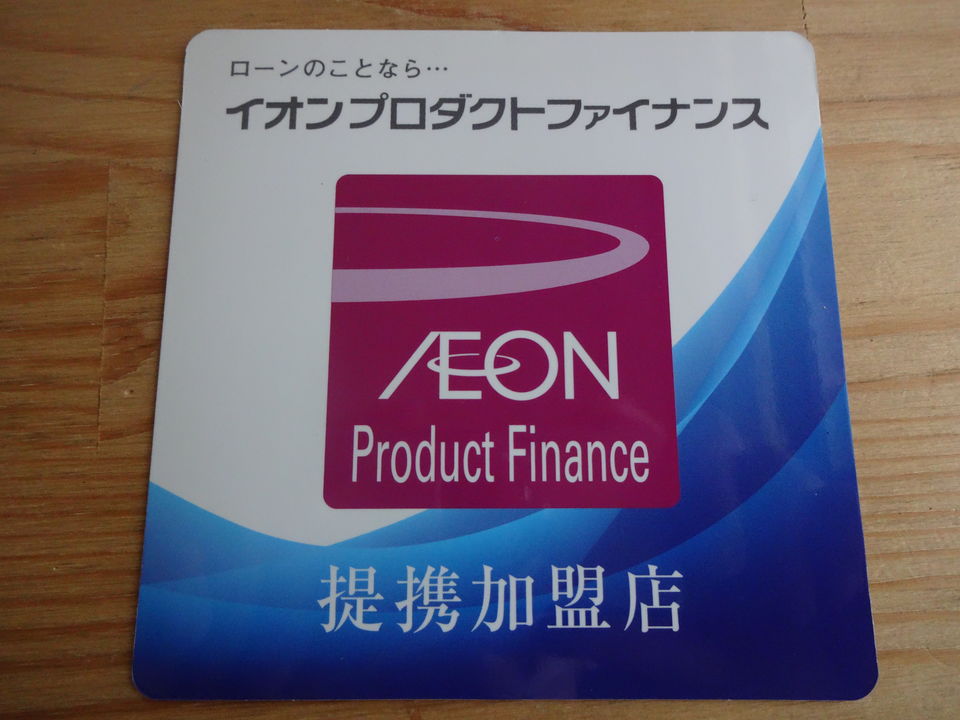 ローンのことなら…
イオンプロダクトファイナンス
ÆON
Product Finance
提携加盟店